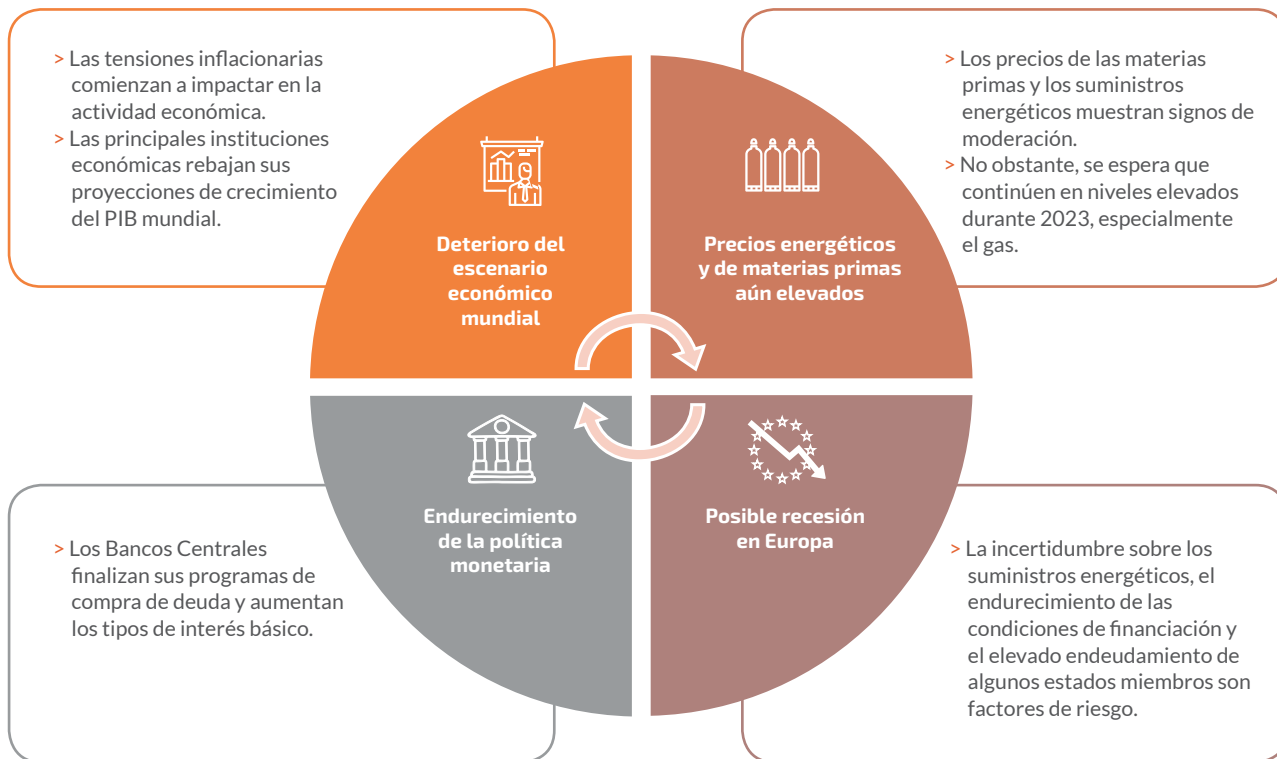 > Las tensiones inflacionarias
comienzan a impactar en la
actividad económica.
> Las principales instituciones
económicas rebajan sus
proyecciones de crecimiento
del PIB mundial.
Deterioro del
escenario
económico
mundial
Precios energéticos
y de materias primas
aún elevados
> Los precios de las materias
primas y los suministros
energéticos muestran signos de
moderación.
> No obstante, se espera que
continúen en niveles elevados
durante 2023, especialmente
el gas.
> Los Bancos Centrales
finalizan sus programas de
compra de deuda y aumentan
los tipos de interés básico.
Endurecimiento
de la política
monetaria
Posible recesión
en Europa
> La incertidumbre sobre los
suministros energéticos, el
endurecimiento de las
condiciones de financiación y
el elevado endeudamiento de
algunos estados miembros son
factores de riesgo.